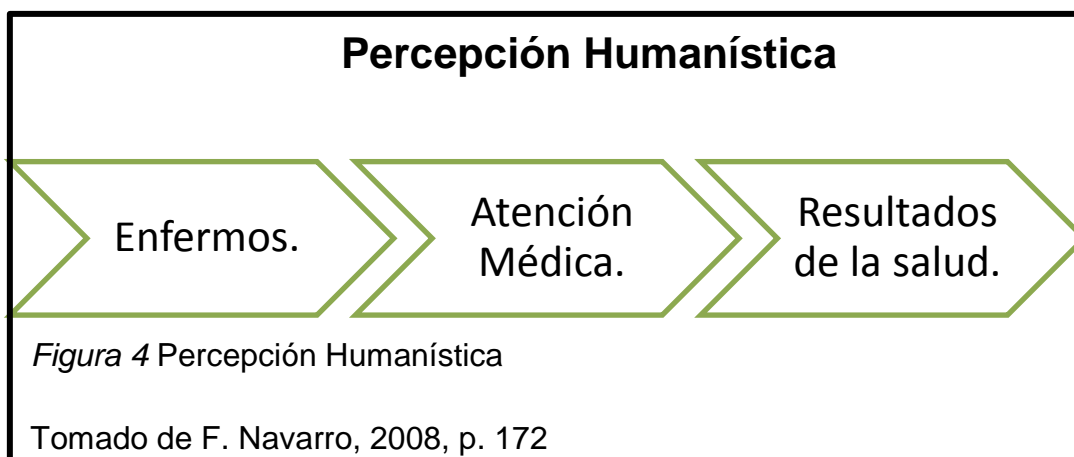 Percepción Humanística
Enfermos.
Atención
Médica.
Resultados
de la salud.
Figura 4 Percepción Humanística
Tomado de F. Navarro, 2008, p. 172